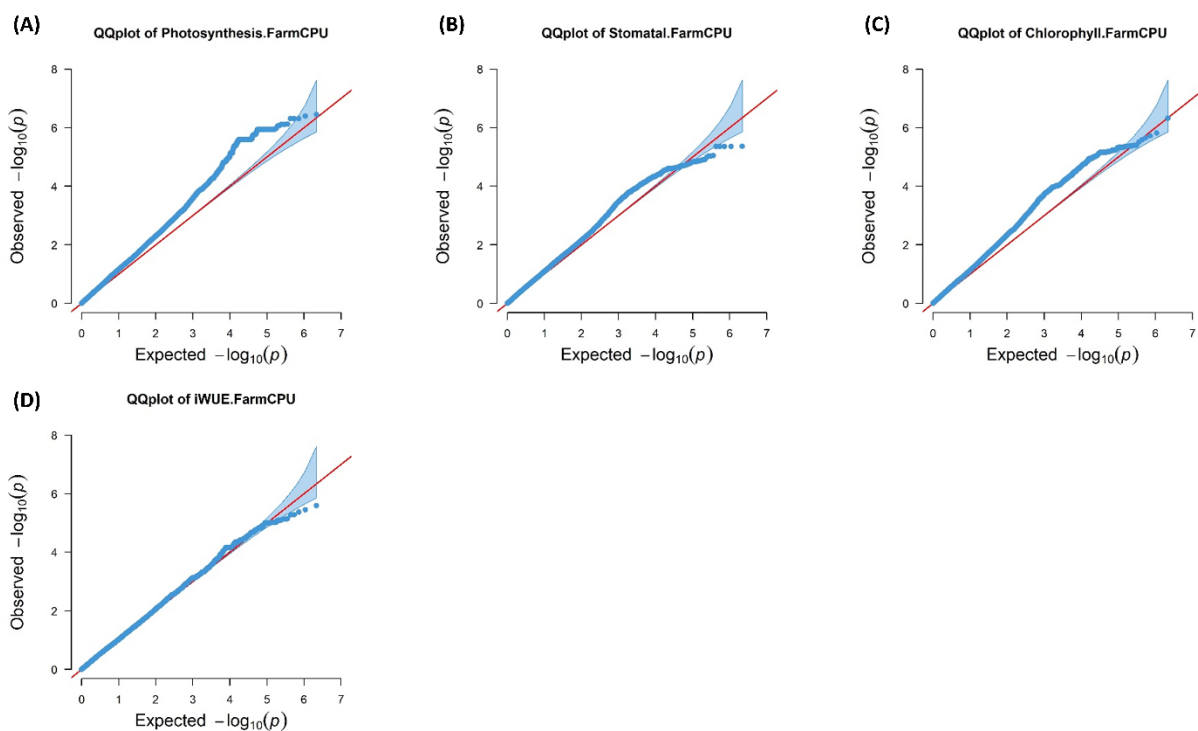 (A)
QQplot of Photosynthesis.FarmCPU
Observed −log10(p)
8
6
4
2
0
0 1 2 3 4 5 6 7
Expected −log10(p)
(B)
QQplot of Stomatal.FarmCPU
Observed −log10(p)
8
6
4
2
0
0 1 2 3 4 5 6 7
Expected −log10(p)
(C)
QQplot of Chlorophyll.FarmCPU
Observed −log10(p)
8
6
4
2
0
0 1 2 3 4 5 6 7
Expected −log10(p)
(D)
QQplot of iWUE.FarmCPU
Observed −log10(p)
8
6
4
2
0
0 1 2 3 4 5 6 7
Expected −log10(p)